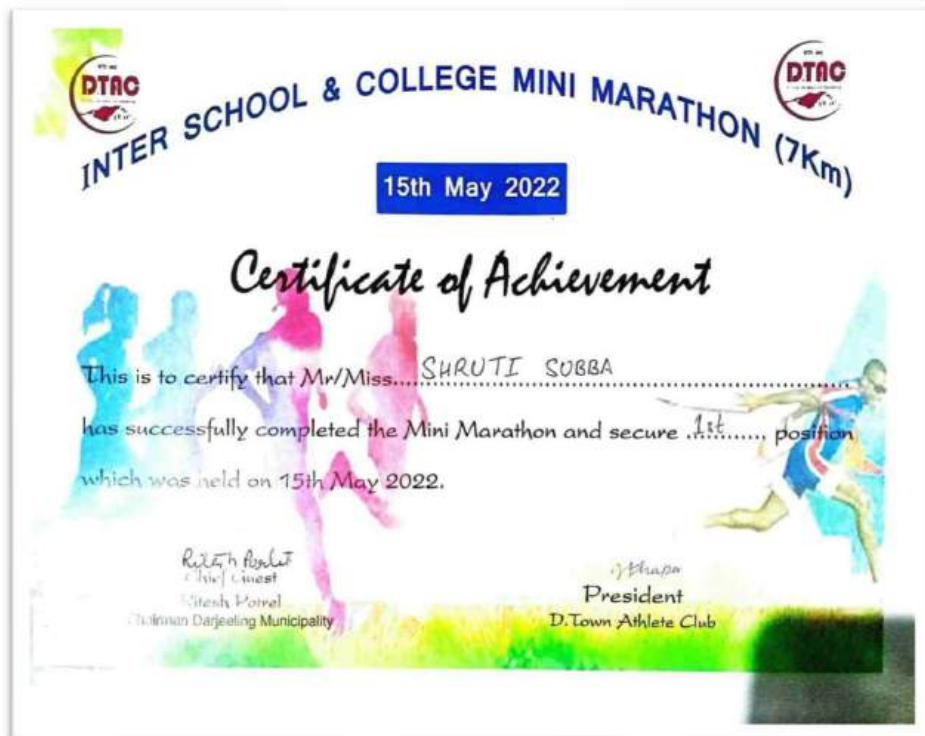 DTAC
DTAC
INTER SCHOOL & COLLEGE MINI MARATHON (7Km)
15th May 2022
Certificate of Achievement
This is to certify that Mr/Miss....SHRUTI SUBBA....
has successfully completed the Mini Marathon and secure ..1st........ position
which was held on 15th May 2022.
Chief Guest
Ritesh Potrel
Chairman Darjeeling Municipality
President
D.Town Athlete Club